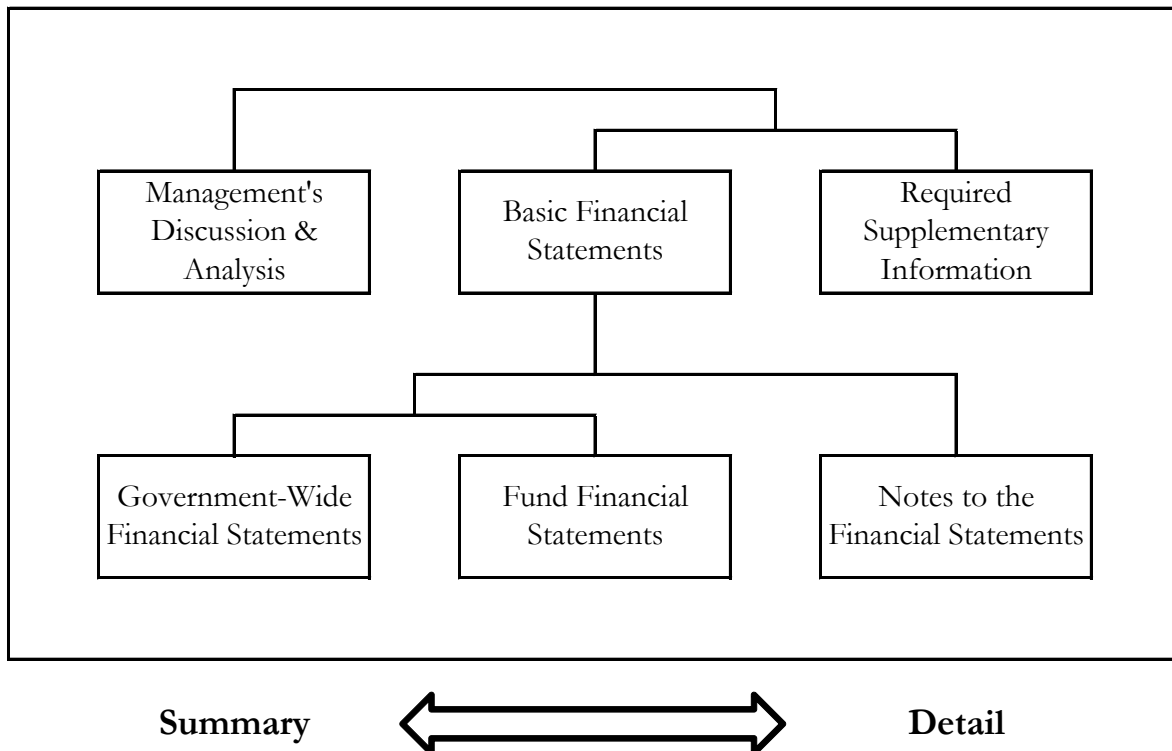 Management's
Discussion &
Analysis
Basic Financial
Statements
Required
Supplementary
Information
Government-Wide
Financial Statements
Fund Financial
Statements
Notes to the
Financial Statements
Summary
Detail